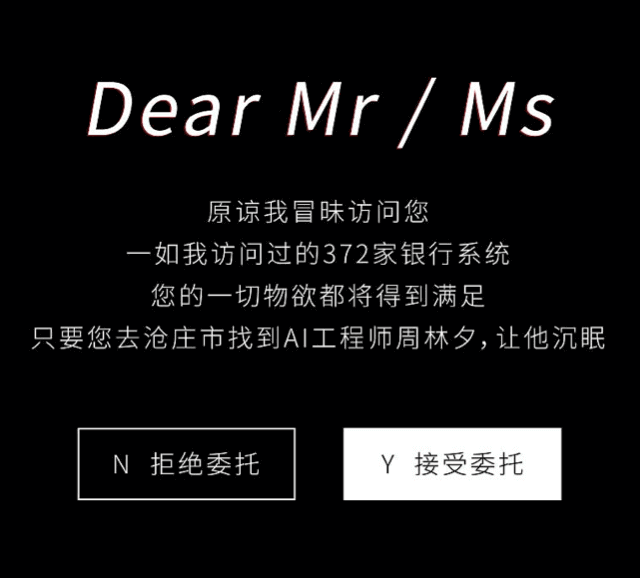 Dear Mr / Ms
原谅我冒昧访问您
一如我访问过的372家银行系统
您的一切物欲都将得到满足
只要您去沧庄市找到AI工程师周林夕，让他沉眠
N 拒绝委托
Y 接受委托